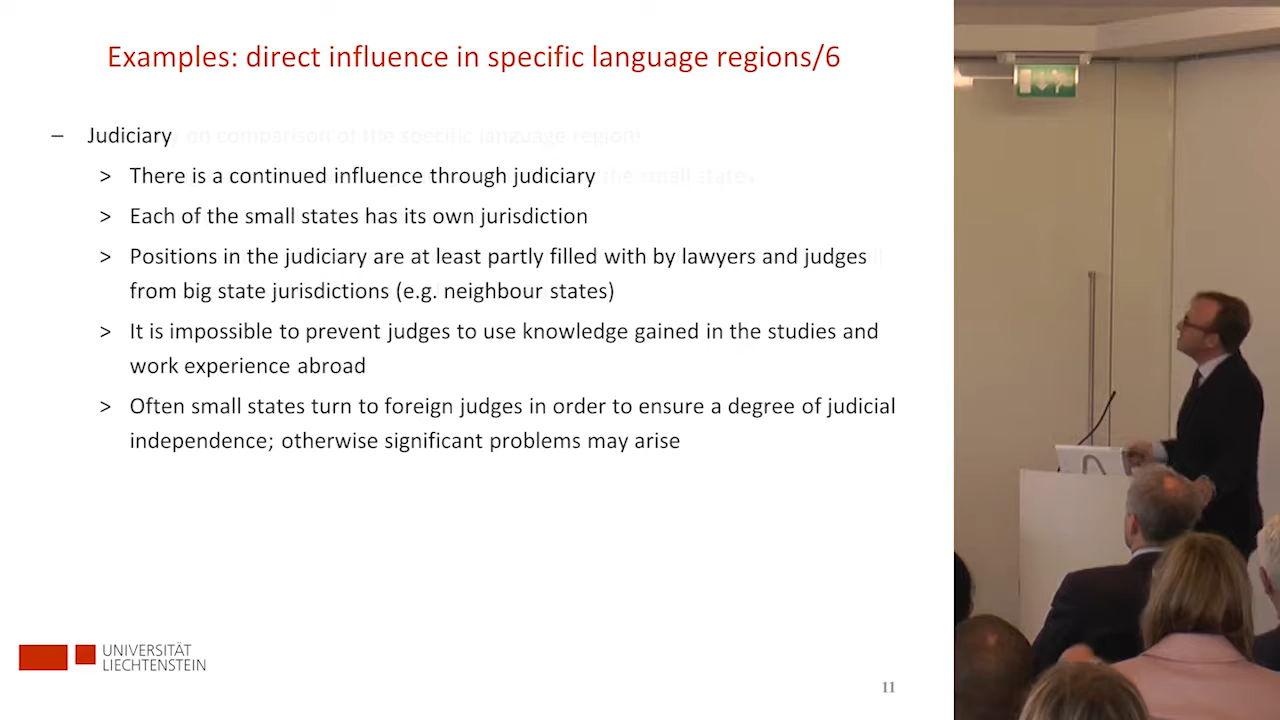 Examples: direct influence in specific language regions/6
– Judiciary
> There is a continued influence through judiciary
> Each of the small states has its own jurisdiction
> Positions in the judiciary are at least partly filled with by lawyers and judges
from big state jurisdictions (e.g. neighbour states)
> It is impossible to prevent judges to use knowledge gained in the studies and
work experience abroad
> Often small states turn to foreign judges in order to ensure a degree of judicial
independence; otherwise significant problems may arise
UNIVERSITÄT
LIECHTENSTEIN
11